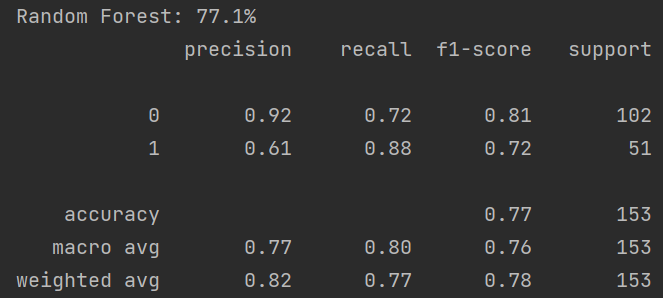 Random Forest: 77.1%
precision recall f1-score support
0 0.92 0.72 0.81 102
1 0.61 0.88 0.72 51
accuracy 0.77 153
macro avg 0.77 0.80 0.76 153
weighted avg 0.82 0.77 0.78 153